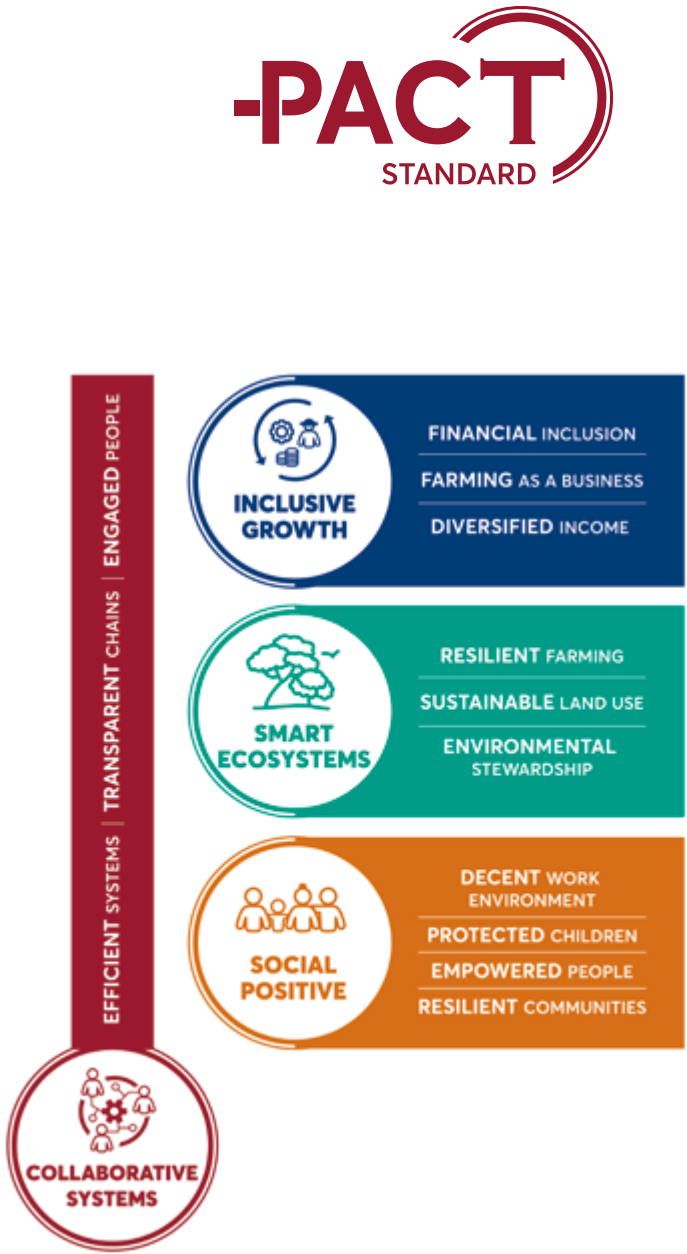 -PACT
STANDARD
EFFICIENT SYSTEMS | TRANSPARENT CHAINS | ENGAGED PEOPLE
INCLUSIVE
GROWTH
FINANCIAL INCLUSION
FARMING AS A BUSINESS
DIVERSIFIED INCOME
SMART
ECOSYSTEMS
RESILIENT FARMING
SUSTAINABLE LAND USE
ENVIRONMENTAL
STEWARDSHIP
SOCIAL
POSITIVE
DECENT WORK
ENVIRONMENT
PROTECTED CHILDREN
EMPOWERED PEOPLE
RESILIENT COMMUNITIES
COLLABORATIVE
SYSTEMS